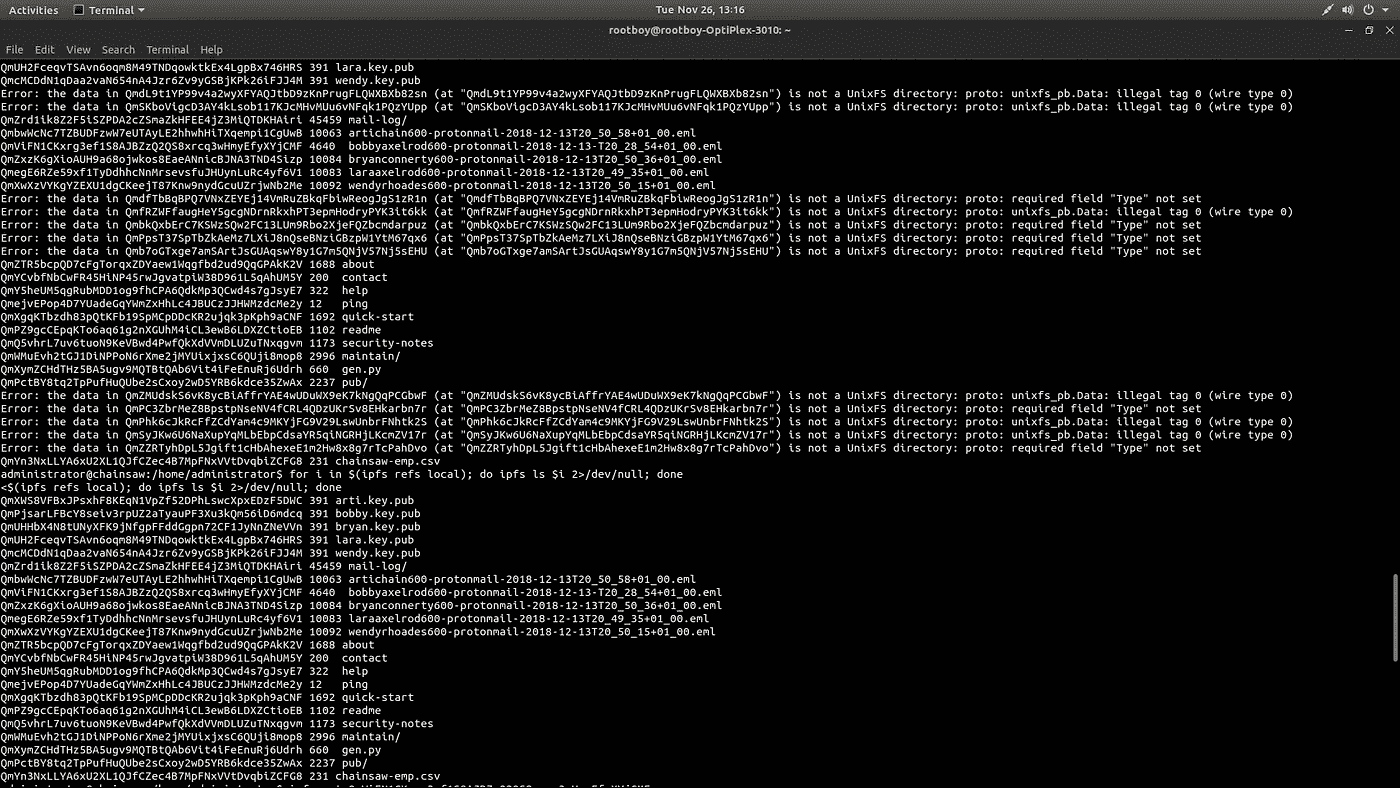 Activities Terminal Tue Nov 26, 13:16
rootboy@rootboy-OptiPlex-3010: ~
File Edit View Search Terminal Help
QmUH2FceqvTSAvn6oqm8M49TNDqowktkEx4LgpBx746HRS 391 lara.key.pub
QmcMCDdN1qDaa2vaN654nA4Jzr6Zv9yGSBjKPk26iFJJ4M 391 wendy.key.pub
Error: the data in QmdL9t1YP99v4a2wyXFYAQJtbD9zKnPrugFLQWXBXb82sn (at "QmdL9t1YP99v4a2wyXFYAQJtbD9zKnPrugFLQWXBXb82sn") is not a UnixFS directory: proto: unixfs_pb.Data: illegal tag 0 (wire type 0)
Error: the data in QmSKboVigcD3AY4kLsob117KJcMHvMUu6vNFqk1PQzYUpp (at "QmSKboVigcD3AY4kLsob117KJcMHvMUu6vNFqk1PQzYUpp") is not a UnixFS directory: proto: unixfs_pb.Data: illegal tag 0 (wire type 0)
QmZrd1ik8Z2F5iSZPDA2cZSmaZkHFEE4jZ3MiQTDKHAiri 45459 mail-log/
QmbwWcNc7TZBUDFzwW7eUTAyLE2hhwhHiTXqempi1CgUwB 10063 artichain600-protonmail-2018-12-13T20_50_58+01_00.eml
QmViFN1CKxrg3ef1S8AJBZzQ2QS8xrcq3wHmyEfyXYjCMF 4640 bobbyaxelrod600-protonmail-2018-12-13-T20_28_54+01_00.eml
QmZxzK6gXioAUH9a68ojwkos8EaeANnicBJNA3TND4Sizp 10084 bryanconnerty600-protonmail-2018-12-13T20_50_36+01_00.eml
QmegE6RZe59xf1TyDdhhcNnMrsevsfuJHUynLuRc4yf6V1 10083 laraaxelrod600-protonmail-2018-12-13T20_49_35+01_00.eml
QmXwXzVYKgYZEXU1dgCKeejT87Knw9nydGcuUZrjwNb2Me 10092 wendyrhoades600-protonmail-2018-12-13T20_50_15+01_00.eml
Error: the data in QmdfTbBqBPQ7VNxZEYEj14VmRuZBkqFbiwReogJgS1zR1n (at "QmdfTbBqBPQ7VNxZEYEj14VmRuZBkqFbiwReogJgS1zR1n") is not a UnixFS directory: proto: required field "Type" not set
Error: the data in QmfRZWFfaugHeY5gcgNDrnRkxhPT3epmHodryPYK3it6kk (at "QmfRZWFfaugHeY5gcgNDrnRkxhPT3epmHodryPYK3it6kk") is not a UnixFS directory: proto: unixfs_pb.Data: illegal tag 0 (wire type 0)
Error: the data in QmbkQxbErC7KSWzSQw2FC13LUm9Rbo2XjeFQZbcmdarpuz (at "QmbkQxbErC7KSWzSQw2FC13LUm9Rbo2XjeFQZbcmdarpuz") is not a UnixFS directory: proto: required field "Type" not set
Error: the data in QmPpsT37SpTbZkAeMz7LXiJ8nQseBNziGBzpW1YtM67qx6 (at "QmPpsT37SpTbZkAeMz7LXiJ8nQseBNziGBzpW1YtM67qx6") is not a UnixFS directory: proto: required field "Type" not set
Error: the data in Qmb7oGTxge7amSArtJsGUAqswY8y1G7m5QNjV57Nj5sEHU (at "Qmb7oGTxge7amSArtJsGUAqswY8y1G7m5QNjV57Nj5sEHU") is not a UnixFS directory: proto: required field "Type" not set
QmZTR5bcpQD7cFgTorqxZDYaew1Wqgfbd2ud9QqGPAkK2V 1688 about
QmYCvbfNbCwFR45HiNP45rwJgvatpiW38D961L5qAhUM5Y 200 contact
QmY5heUM5qgRubMDD1og9fhCPA6QdkMp3QCwd4s7gJsyE7 322 help
QmejvEPop4D7YUadeGqYWmZxHhLc4JBUCzJJHWMzdcMe2y 12 ping
QmXgqKTbzdh83pQtKFb19SpMCpDDcKR2ujqk3pKph9aCNF 1692 quick-start
QmPZ9gcCEpqKTo6aq61g2nXGUhM4iCL3ewB6LDXZCtioEB 1102 readme
QmQ5vhrL7uv6tuoN9KeVBwd4PwfQkXdVVmDLUZuTNxqgvm 1173 security-notes
QmWMuEvh2tGJ1DiNPPoN6rXme2jMYUixjxsC6QUji8mop8 2996 maintain/
QmXymZCHdTHz5BA5ugv9MQTBtQAb6Vit4iFeEnuRj6Udrh 660 gen.py
QmPctBY8tq2TpPufHuQUbe2sCxoy2wD5YRB6kdce35ZwAx 2237 pub/
Error: the data in QmZMUdskS6vK8ycBiAffrYAE4wUDuWX9eK7kNgQqPCGbwF (at "QmZMUdskS6vK8ycBiAffrYAE4wUDuWX9eK7kNgQqPCGbwF") is not a UnixFS directory: proto: unixfs_pb.Data: illegal tag 0 (wire type 0)
Error: the data in QmPC3ZbrMeZ8BpstpNseNV4fCRL4QDzUKrSv8EHkarbn7r (at "QmPC3ZbrMeZ8BpstpNseNV4fCRL4QDzUKrSv8EHkarbn7r") is not a UnixFS directory: proto: required field "Type" not set
Error: the data in QmPhk6cJkRcFfZCdYam4c9MKYjFG9V29LswUnbrFNhtk2S (at "QmPhk6cJkRcFfZCdYam4c9MKYjFG9V29LswUnbrFNhtk2S") is not a UnixFS directory: proto: unixfs_pb.Data: illegal tag 0 (wire type 0)
Error: the data in QmSyJKw6U6NaXupYqMLbEbpCdsaYR5qiNGRHjLKcmZV17r (at "QmSyJKw6U6NaXupYqMLbEbpCdsaYR5qiNGRHjLKcmZV17r") is not a UnixFS directory: proto: unixfs_pb.Data: illegal tag 0 (wire type 0)
Error: the data in QmZZRTyhDpL5Jgift1cHbAhexeE1m2Hw8x8g7rTcPahDvo (at "QmZZRTyhDpL5Jgift1cHbAhexeE1m2Hw8x8g7rTcPahDvo") is not a UnixFS directory: proto: required field "Type" not set
QmYn3NxLLYA6xU2XL1QJfCZec4B7MpFNxVVtDvqbiZCFG8 231 chainsaw-emp.csv
administrator@chainsaw:/home/administrator$ for i in $(ipfs refs local); do ipfs ls $i 2>/dev/null; done
<$(ipfs refs local); do ipfs ls $i 2>/dev/null; done
QmXWS8VFBxJPsxhF8KEqN1VpZf52DPhLswcXpxEDzF5DWC 391 arti.key.pub
QmPjsarLFBcY8seiv3rpUZ2aTyauPF3Xu3kQm56iD6mdcq 391 bobby.key.pub
QmUHHbX4N8tUNyXFK9jNfgpFFddGgpn72CF1JyNnZNeVVn 391 bryan.key.pub
QmUH2FceqvTSAvn6oqm8M49TNDqowktkEx4LgpBx746HRS 391 lara.key.pub
QmcMCDdN1qDaa2vaN654nA4Jzr6Zv9yGSBjKPk26iFJJ4M 391 wendy.key.pub
QmZrd1ik8Z2F5iSZPDA2cZSmaZkHFEE4jZ3MiQTDKHAiri 45459 mail-log/
QmbwWcNc7TZBUDFzwW7eUTAyLE2hhwhHiTXqempi1CgUwB 10063 artichain600-protonmail-2018-12-13T20_50_58+01_00.eml
QmViFN1CKxrg3ef1S8AJBZzQ2QS8xrcq3wHmyEfyXYjCMF 4640 bobbyaxelrod600-protonmail-2018-12-13-T20_28_54+01_00.eml
QmZxzK6gXioAUH9a68ojwkos8EaeANnicBJNA3TND4Sizp 10084 bryanconnerty600-protonmail-2018-12-13T20_50_36+01_00.eml
QmegE6RZe59xf1TyDdhhcNnMrsevsfuJHUynLuRc4yf6V1 10083 laraaxelrod600-protonmail-2018-12-13T20_49_35+01_00.eml
QmXwXzVYKgYZEXU1dgCKeejT87Knw9nydGcuUZrjwNb2Me 10092 wendyrhoades600-protonmail-2018-12-13T20_50_15+01_00.eml
QmZTR5bcpQD7cFgTorqxZDYaew1Wqgfbd2ud9QqGPAkK2V 1688 about
QmYCvbfNbCwFR45HiNP45rwJgvatpiW38D961L5qAhUM5Y 200 contact
QmY5heUM5qgRubMDD1og9fhCPA6QdkMp3QCwd4s7gJsyE7 322 help
QmejvEPop4D7YUadeGqYWmZxHhLc4JBUCzJJHWMzdcMe2y 12 ping
QmXgqKTbzdh83pQtKFb19SpMCpDDcKR2ujqk3pKph9aCNF 1692 quick-start
QmPZ9gcCEpqKTo6aq61g2nXGUhM4iCL3ewB6LDXZCtioEB 1102 readme
QmQ5vhrL7uv6tuoN9KeVBwd4PwfQkXdVVmDLUZuTNxqgvm 1173 security-notes
QmWMuEvh2tGJ1DiNPPoN6rXme2jMYUixjxsC6QUji8mop8 2996 maintain/
QmXymZCHdTHz5BA5ugv9MQTBtQAb6Vit4iFeEnuRj6Udrh 660 gen.py
QmPctBY8tq2TpPufHuQUbe2sCxoy2wD5YRB6kdce35ZwAx 2237 pub/
QmYn3NxLLYA6xU2XL1QJfCZec4B7MpFNxVVtDvqbiZCFG8 231 chainsaw-emp.csv